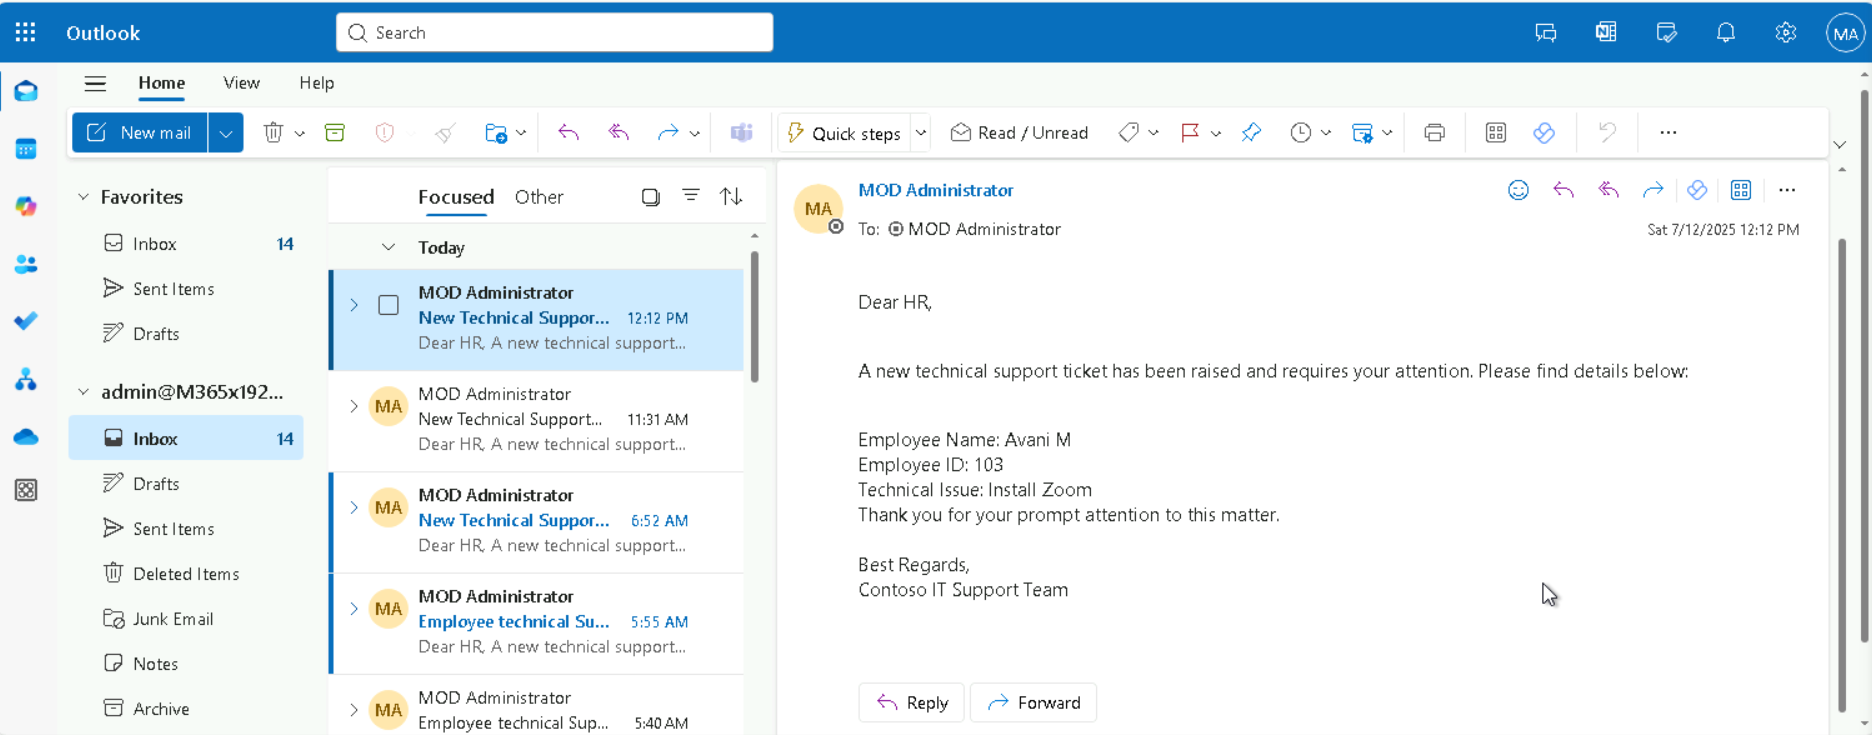 Outlook
Search
MA
Home View Help
New mail
Quick steps
Read / Unread
Favorites
Inbox 14
Sent Items
Drafts
admin@M365x192...
Inbox 14
Drafts
Sent Items
Deleted Items
Junk Email
Notes
Archive
Focused Other
Today
MOD Administrator
New Technical Suppor... 12:12 PM
Dear HR, A new technical support...
MA
MOD Administrator
New Technical Support... 11:31 AM
Dear HR, A new technical support...
MA
MOD Administrator
New Technical Suppor... 6:52 AM
Dear HR, A new technical support...
MA
MOD Administrator
Employee technical Su... 5:55 AM
Dear HR, A new technical support...
MA
MOD Administrator
Employee technical Sup... 5:40 AM
MA
MOD Administrator
To: MOD Administrator
Sat 7/12/2025 12:12 PM
Dear HR,
A new technical support ticket has been raised and requires your attention. Please find details below:
Employee Name: Avani M
Employee ID: 103
Technical Issue: Install Zoom
Thank you for your prompt attention to this matter.
Best Regards,
Contoso IT Support Team
Reply
Forward